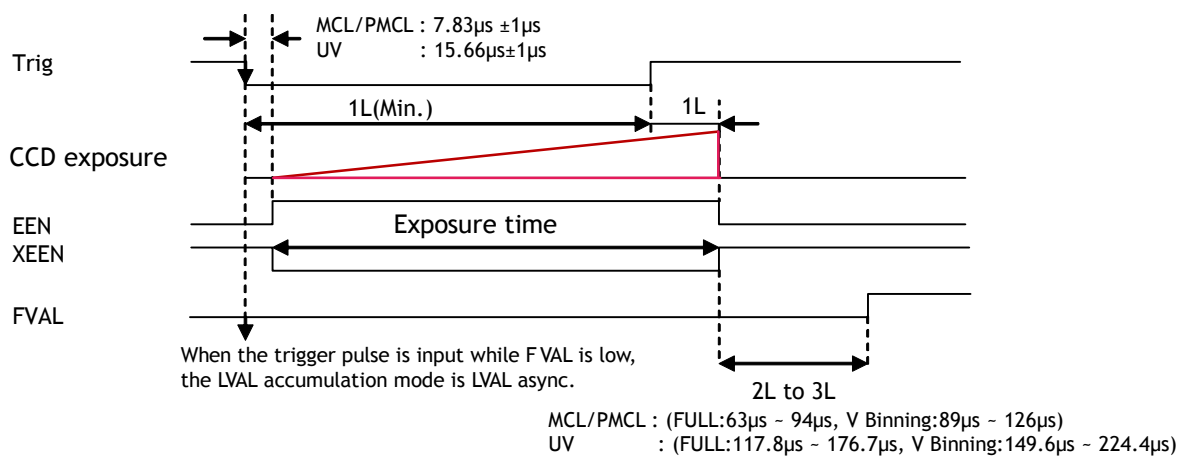 MCL/PMCL : 7.83µs ±1µs
UV : 15.66µs±1µs
Trig
1L(Min.)
1L
CCD exposure
EEN
Exposure time
XEEN
FVAL
When the trigger pulse is input while FVAL is low,
the LVAL accumulation mode is LVAL async.
2L to 3L
MCL/PMCL : (FULL:63µs ~ 94µs, V Binning:89µs ~ 126µs)
UV : (FULL:117.8µs ~ 176.7µs, V Binning:149.6µs ~ 224.4µs)